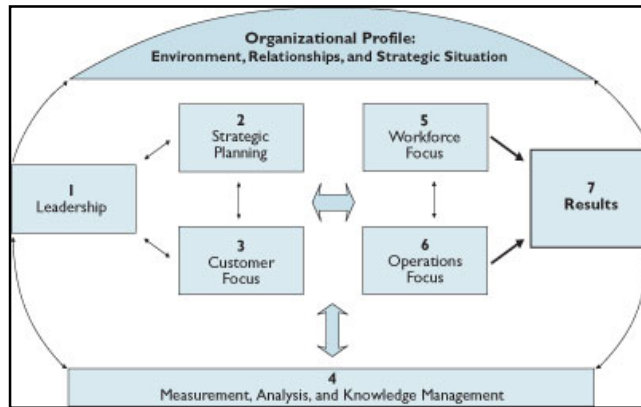 Organizational Profile:
Environment, Relationships, and Strategic Situation
2
Strategic
Planning
5
Workforce
Focus
1
Leadership
7
Results
3
Customer
Focus
6
Operations
Focus
4
Measurement, Analysis, and Knowledge Management